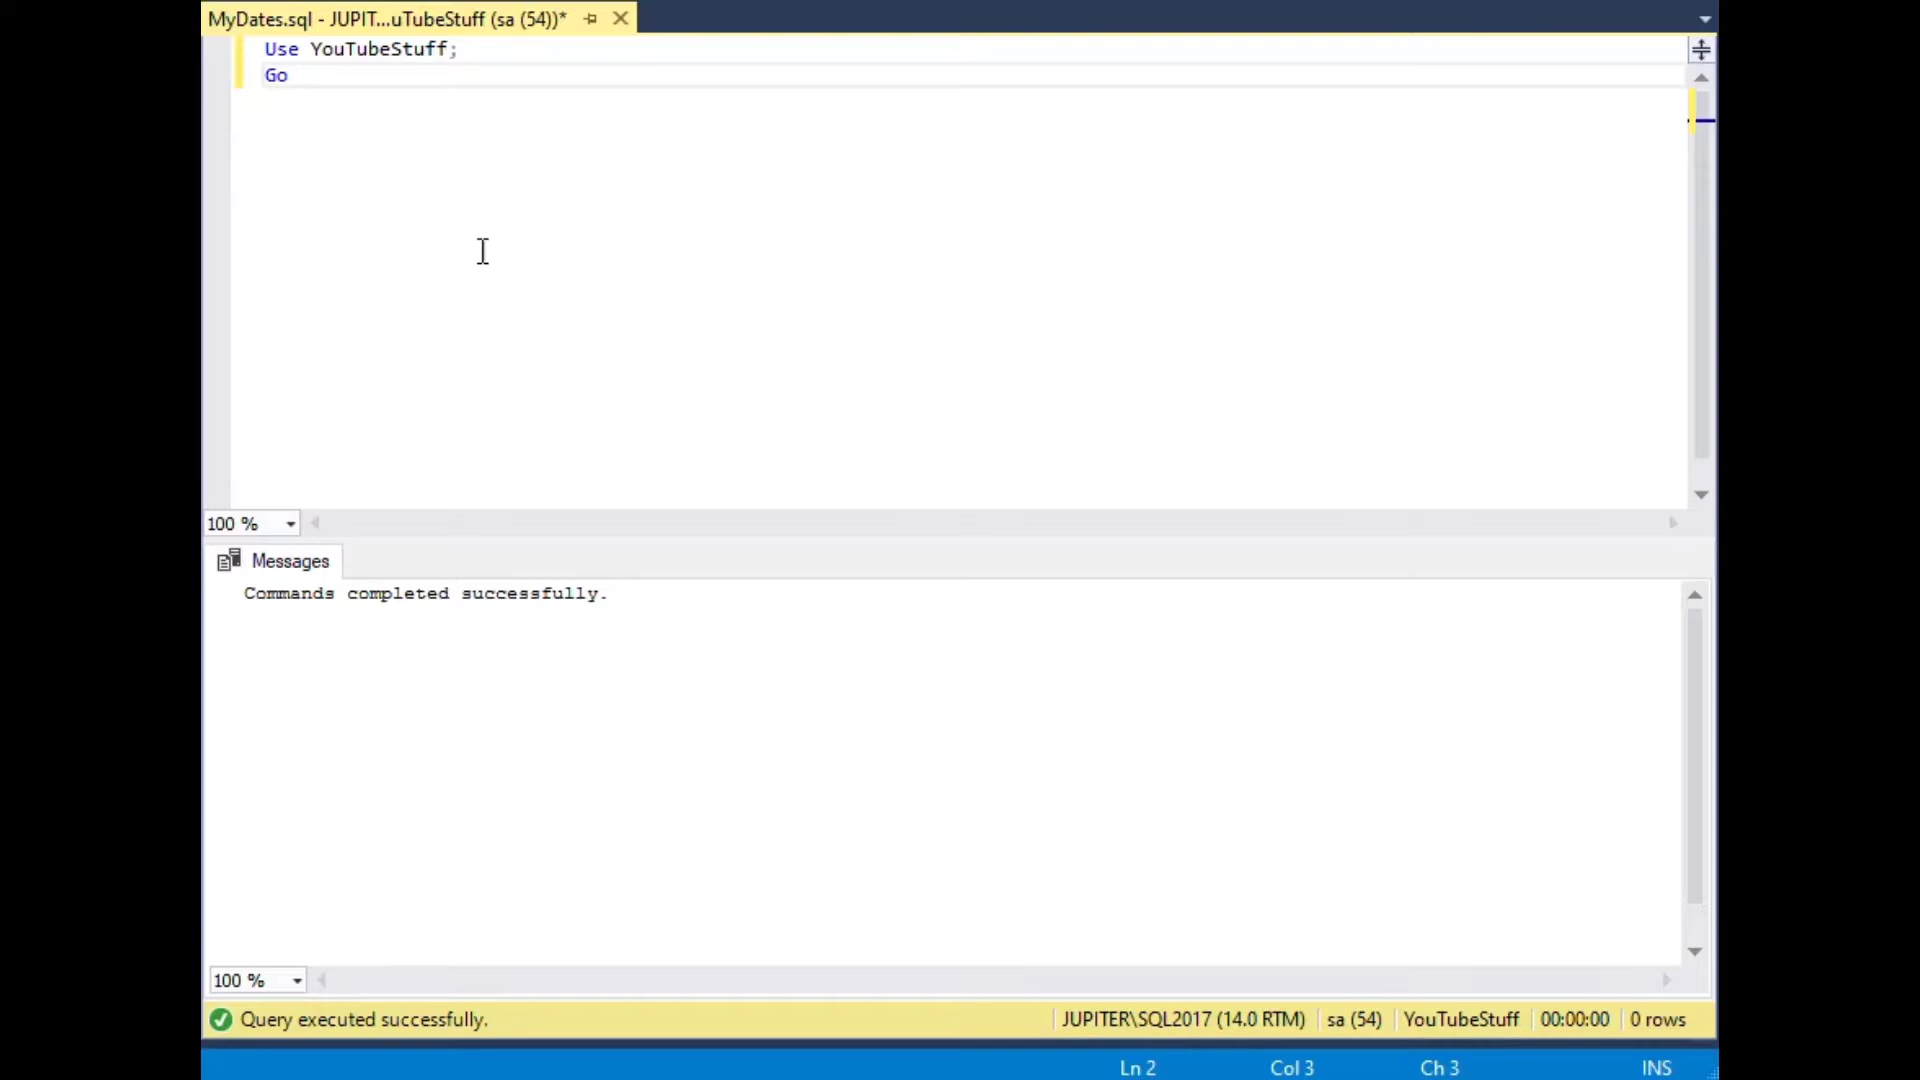 MyDates.sql - JUPIT...uTubeStuff (sa (54))*
Use YouTubeStuff;
Go
100 %
Messages
Commands completed successfully.
100 %
Query executed successfully.
JUPITER\SQL2017 (14.0 RTM)
sa (54)
YouTubeStuff
00:00:00
0 rows
Ln 2
Col 3
Ch 3
INS